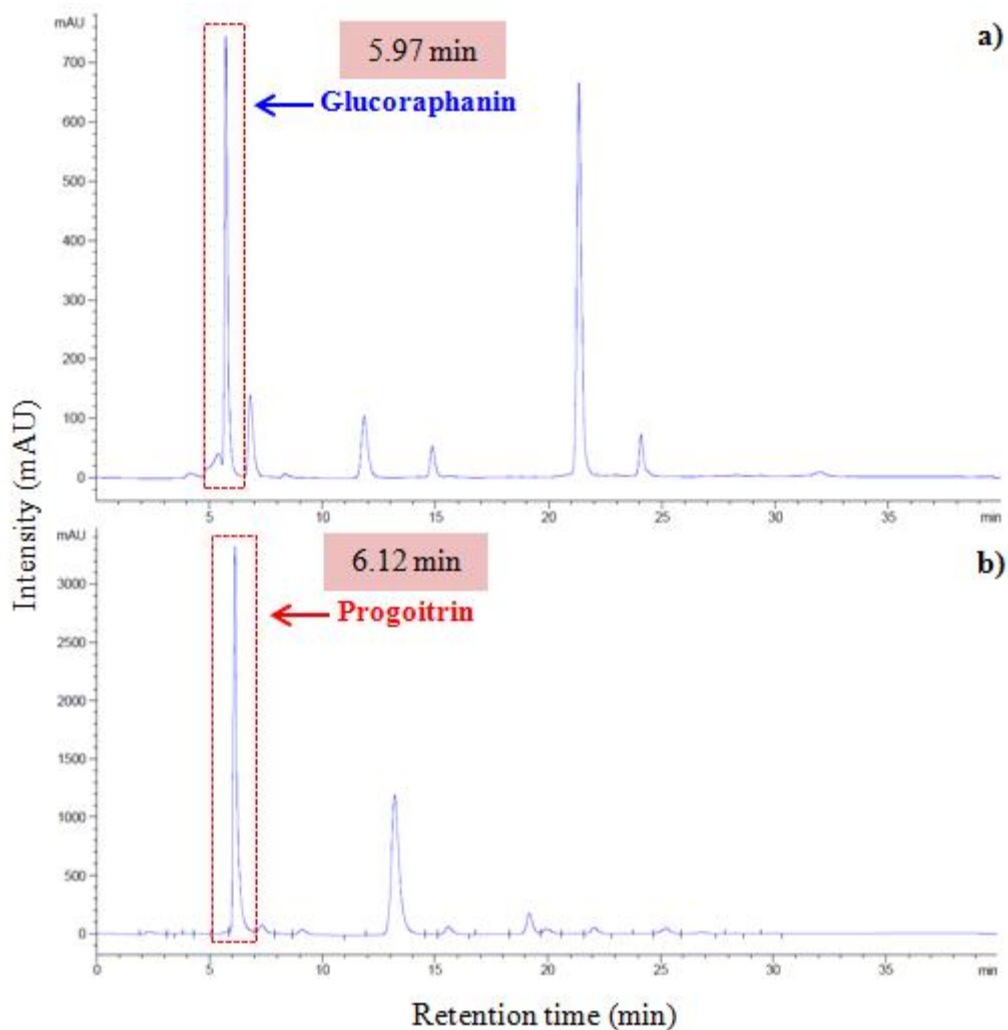 mAU
a)
5.97 min
Glucoraphanin
700
600
500
400
300
200
100
0
5 10 15 20 25 30 35 min
Intensity (mAU)
mAU
b)
6.12 min
Progoitrin
3000
2500
2000
1500
1000
500
0
0 5 10 15 20 25 30 35 min
Retention time (min)